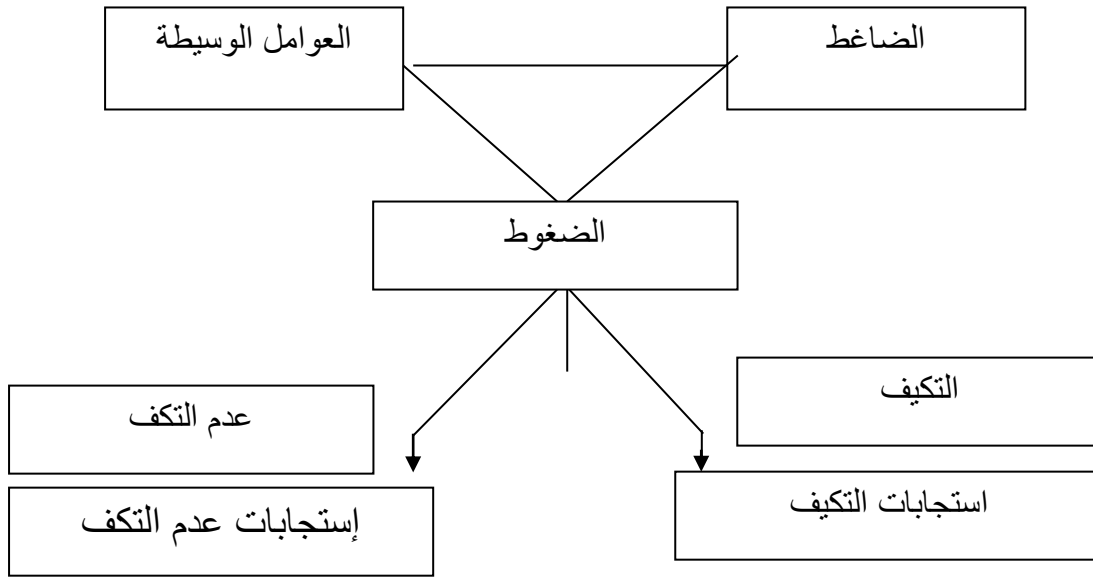 الضاغط
العوامل الوسيطة
الضغوط
التكيف
عدم التكف
استجابات التكيف
إستجابات عدم التكف